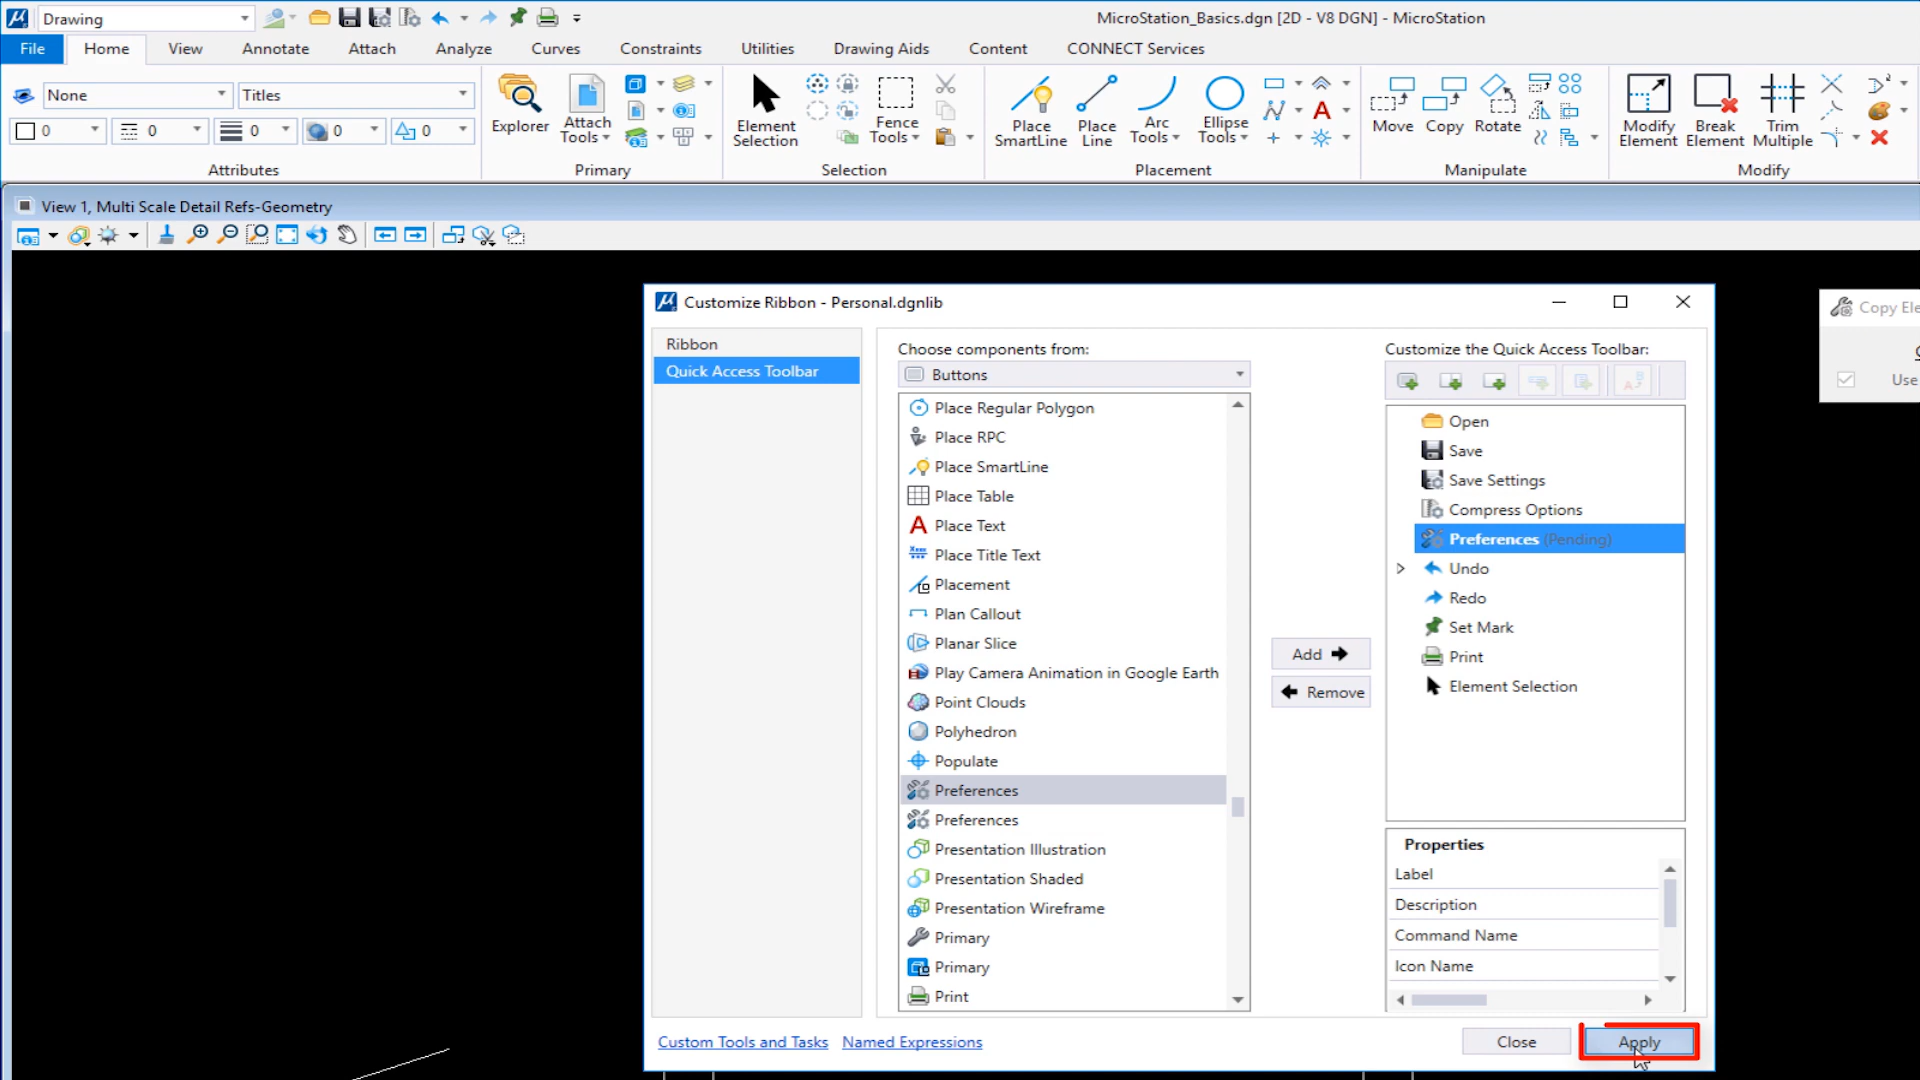 Drawing
MicroStation_Basics.dgn [2D - V8 DGN] - MicroStation
File Home View Annotate Attach Analyze Curves Constraints Utilities Drawing Aids Content CONNECT Services
None Titles
0 0 0 0 0
Explorer Attach Tools
Element Selection Fence Tools
Place SmartLine Place Line Arc Tools Ellipse Tools
Move Copy Rotate
Modify Element Break Element Trim Multiple
Attributes Primary Selection Placement Manipulate Modify
View 1, Multi Scale Detail Refs-Geometry
Customize Ribbon - Personal.dgnlib
Ribbon
Quick Access Toolbar
Choose components from:
Buttons
Place Regular Polygon
Place RPC
Place SmartLine
Place Table
Place Text
Place Title Text
Placement
Plan Callout
Planar Slice
Play Camera Animation in Google Earth
Point Clouds
Polyhedron
Populate
Preferences
Preferences
Presentation Illustration
Presentation Shaded
Presentation Wireframe
Primary
Primary
Print
Add
Remove
Customize the Quick Access Toolbar:
Open
Save
Save Settings
Compress Options
Preferences (Pending)
Undo
Redo
Set Mark
Print
Element Selection
Properties
Label
Description
Command Name
Icon Name
Custom Tools and Tasks Named Expressions
Close Apply
Copy Ele
Use